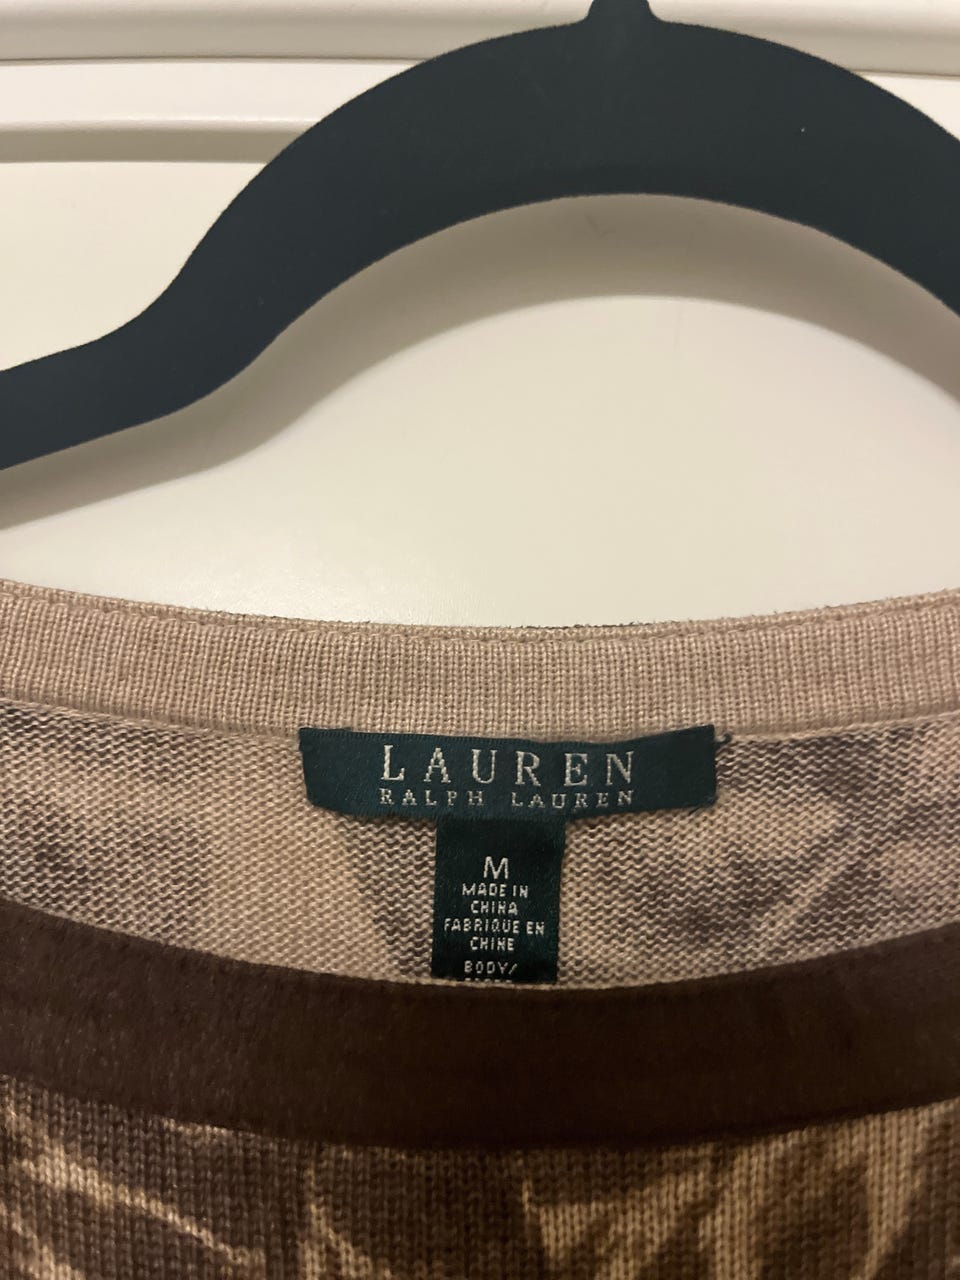 LAUREN
RALPH LAUREN
M
MADE IN
CHINA
FABRIQUE EN
CHINE
BODY/